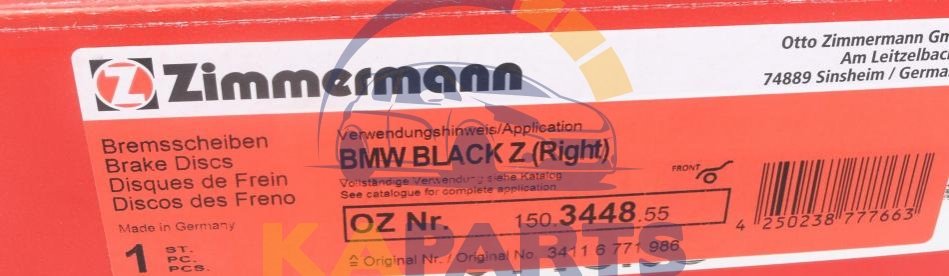 Zimmermann
Otto Zimmermann Gm
Am Leitzelbac
74889 Sinsheim / Germa
Bremsscheiben
Brake Discs
Disques de Frein
Discos des Freno
Made in Germany
1 ST.
PC.
PCS.
Verwendungshinweis/Application
BMW BLACK Z (Right)
Vollständige Verwendung siehe Katalog
See catalogue for complete application
FRONT
OZ Nr. 150.3448.55
≙ Original Nr. / Original No. 3411 6 771 986
4 250238 777663
KAPARTS